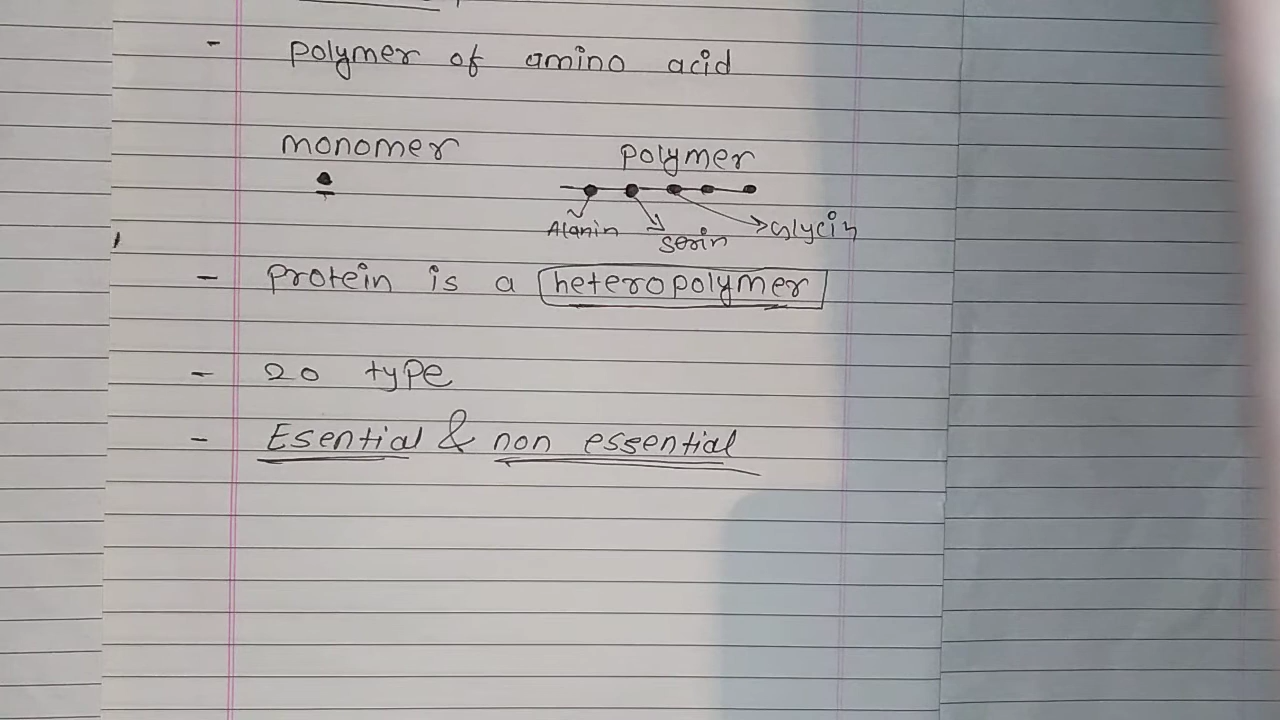 - polymer of amino acid
monomer polymer
Alanin serin Glycin
- protein is a heteropolymer
- 20 type
- Esential & non essential